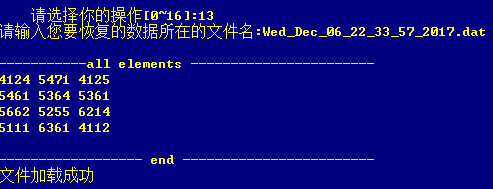 请选择你的操作[0~16]:13
请输入您要恢复的数据所在的文件名:Wed_Dec_06_22_33_57_2017.dat
-----------all elements -----------------------
4124 5471 4125
5461 5364 5361
5662 5255 6214
5111 6361 4112
------------------ end ------------------------
文件加载成功